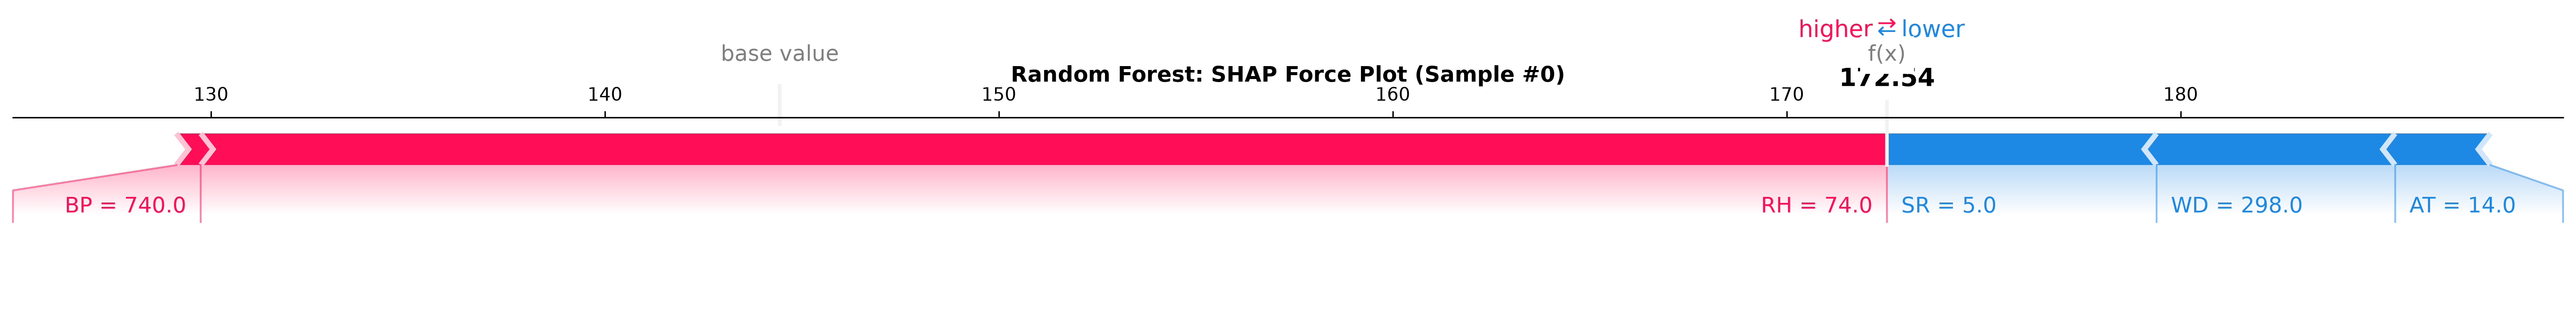 higher ⇄ lower
base value
f(x)
Random Forest: SHAP Force Plot (Sample #0)
172.54
130 140 150 160 170 180
BP = 740.0 RH = 74.0 SR = 5.0 WD = 298.0 AT = 14.0